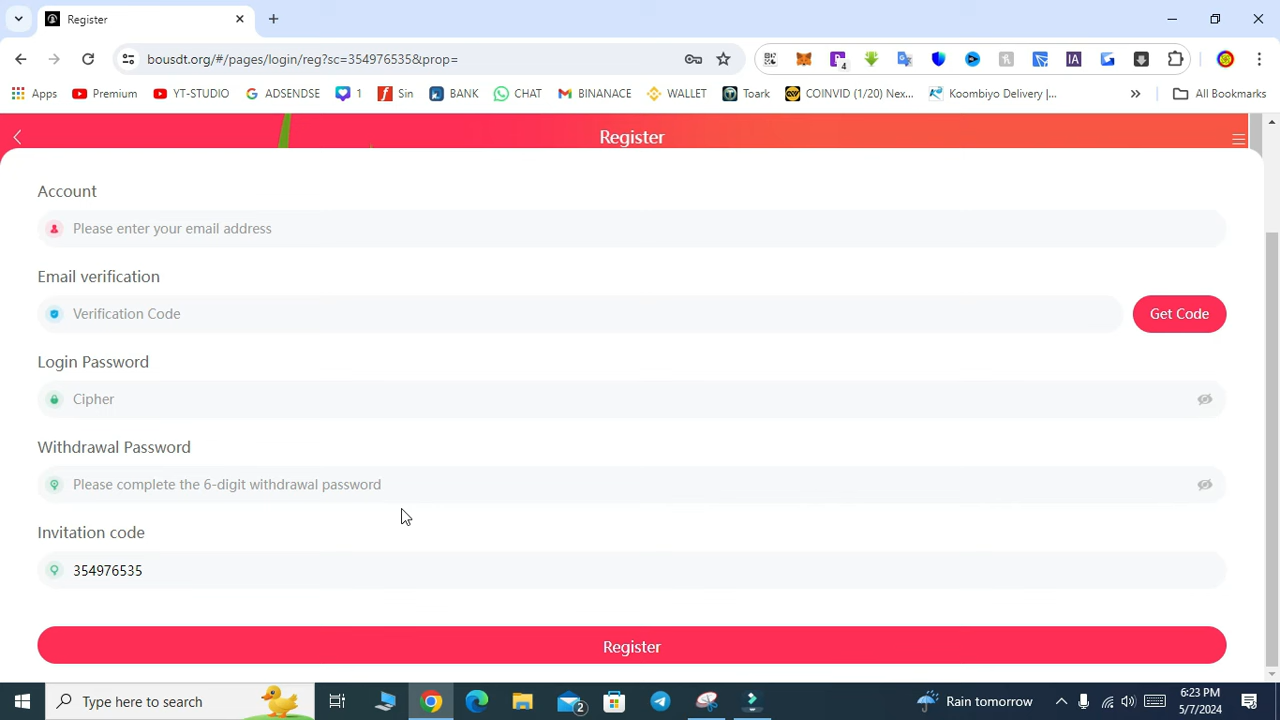 Register
bousdt.org/#/pages/login/reg?sc=354976535&prop=
4
Apps
Premium
YT-STUDIO
ADSENDSE
1
Sin
BANK
CHAT
BINANACE
WALLET
Toark
COINVID (1/20) Nex...
Koombiyo Delivery |...
»
All Bookmarks
IA
Register
Account
Please enter your email address
Email verification
Verification Code
Get Code
Login Password
Cipher
Withdrawal Password
Please complete the 6-digit withdrawal password
Invitation code
354976535
Register
Type here to search
2
Rain tomorrow
6:23 PM
5/7/2024